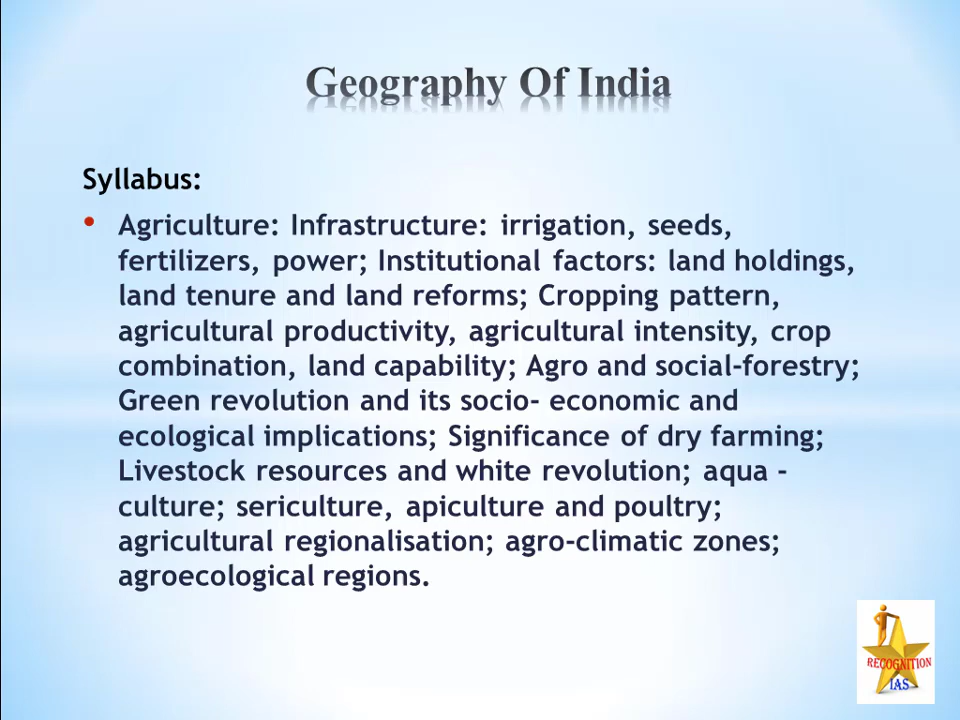 Geography Of India
Syllabus:
• Agriculture: Infrastructure: irrigation, seeds,
fertilizers, power; Institutional factors: land holdings,
land tenure and land reforms; Cropping pattern,
agricultural productivity, agricultural intensity, crop
combination, land capability; Agro and social-forestry;
Green revolution and its socio- economic and
ecological implications; Significance of dry farming;
Livestock resources and white revolution; aqua -
culture; sericulture, apiculture and poultry;
agricultural regionalisation; agro-climatic zones;
agroecological regions.
RECOGNITION
IAS